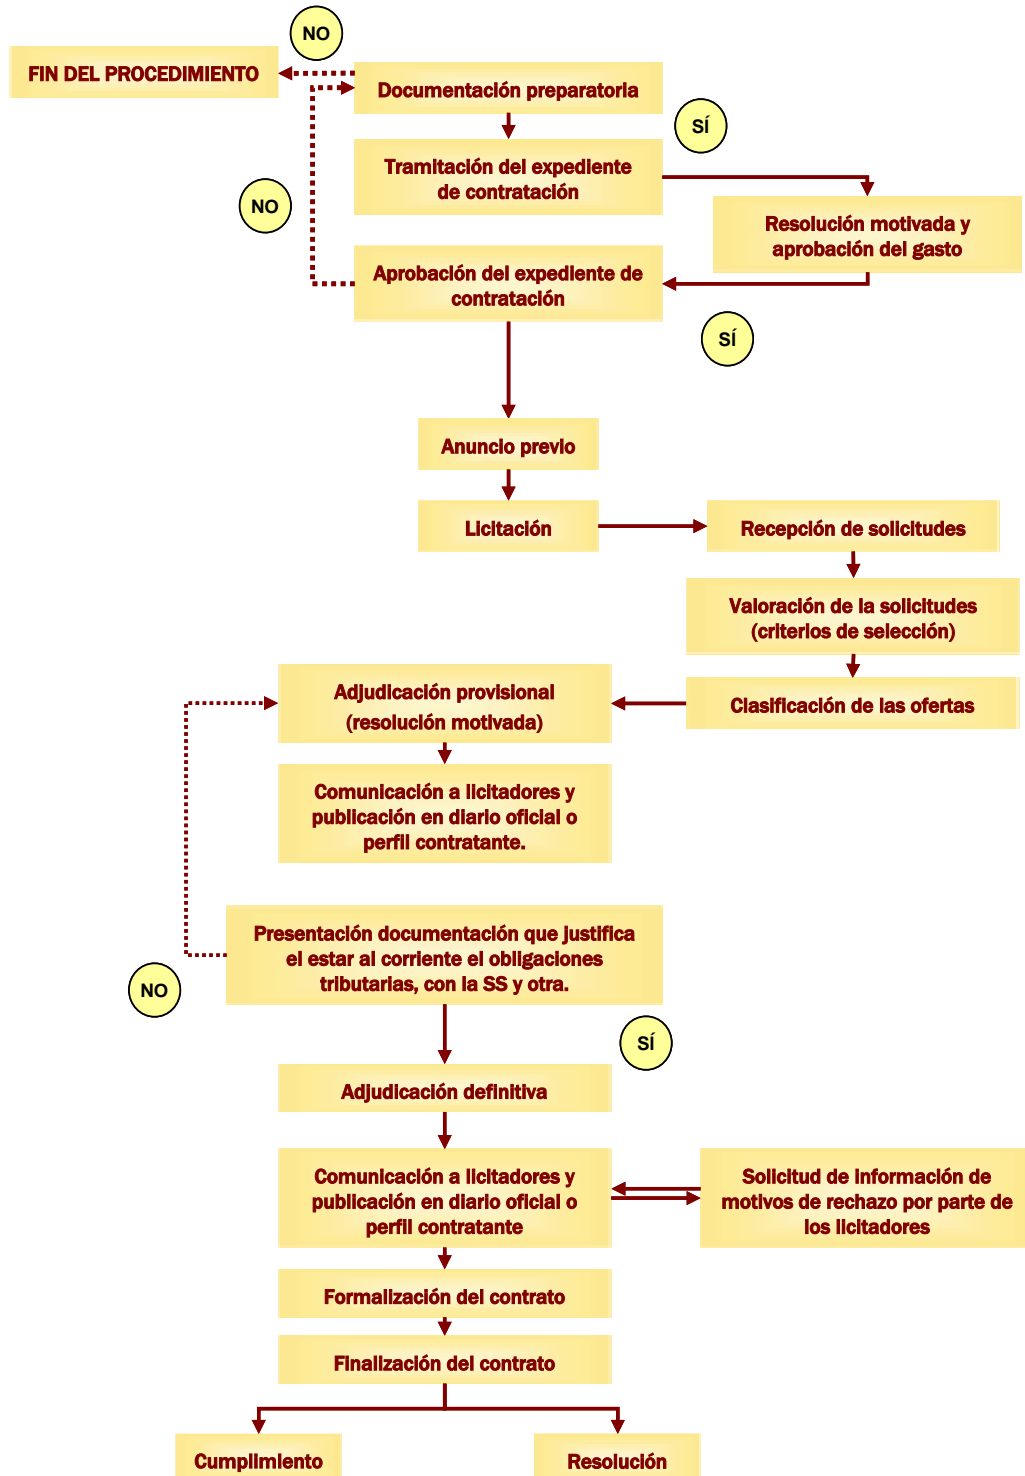 NO
FIN DEL PROCEDIMIENTO
Documentación preparatoria
SÍ
Tramitación del expediente
de contratación
NO
Resolución motivada y
aprobación del gasto
Aprobación del expediente de
contratación
SÍ
Anuncio previo
Licitación
Recepción de solicitudes
Valoración de la solicitudes
(criterios de selección)
Clasificación de las ofertas
Adjudicación provisional
(resolución motivada)
Comunicación a licitadores y
publicación en diario oficial o
perfil contratante.
Presentación documentación que justifica
el estar al corriente el obligaciones
tributarias, con la SS y otra.
NO
SÍ
Adjudicación definitiva
Comunicación a licitadores y
publicación en diario oficial o
perfil contratante
Solicitud de información de
motivos de rechazo por parte de
los licitadores
Formalización del contrato
Finalización del contrato
Cumplimiento
Resolución